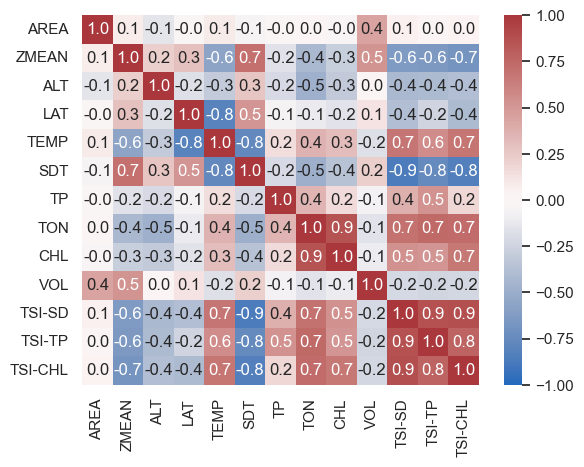 AREA 1.0 0.1 -0.1 -0.0 0.1 -0.1 -0.0 0.0 -0.0 0.4 0.1 0.0 0.0
ZMEAN 0.1 1.0 0.2 0.3 -0.6 0.7 -0.2 -0.4 -0.3 0.5 -0.6 -0.6 -0.7
ALT -0.1 0.2 1.0 -0.2 -0.3 0.3 -0.2 -0.5 -0.3 0.0 -0.4 -0.4 -0.4
LAT -0.0 0.3 -0.2 1.0 -0.8 0.5 -0.1 -0.1 -0.2 0.1 -0.4 -0.2 -0.4
TEMP 0.1 -0.6 -0.3 -0.8 1.0 -0.8 0.2 0.4 0.3 -0.2 0.7 0.6 0.7
SDT -0.1 0.7 0.3 0.5 -0.8 1.0 -0.2 -0.5 -0.4 0.2 -0.9 -0.8 -0.8
TP -0.0 -0.2 -0.2 -0.1 0.2 -0.2 1.0 0.4 0.2 -0.1 0.4 0.5 0.2
TON 0.0 -0.4 -0.5 -0.1 0.4 -0.5 0.4 1.0 0.9 -0.1 0.7 0.7 0.7
CHL -0.0 -0.3 -0.3 -0.2 0.3 -0.4 0.2 0.9 1.0 -0.1 0.5 0.5 0.7
VOL 0.4 0.5 0.0 0.1 -0.2 0.2 -0.1 -0.1 -0.1 1.0 -0.2 -0.2 -0.2
TSI-SD 0.1 -0.6 -0.4 -0.4 0.7 -0.9 0.4 0.7 0.5 -0.2 1.0 0.9 0.9
TSI-TP 0.0 -0.6 -0.4 -0.2 0.6 -0.8 0.5 0.7 0.5 -0.2 0.9 1.0 0.8
TSI-CHL 0.0 -0.7 -0.4 -0.4 0.7 -0.8 0.2 0.7 0.7 -0.2 0.9 0.8 1.0
AREA
ZMEAN
ALT
LAT
TEMP
SDT
TP
TON
CHL
VOL
TSI-SD
TSI-TP
TSI-CHL
1.00
0.75
0.50
0.25
0.00
−0.25
−0.50
−0.75
−1.00